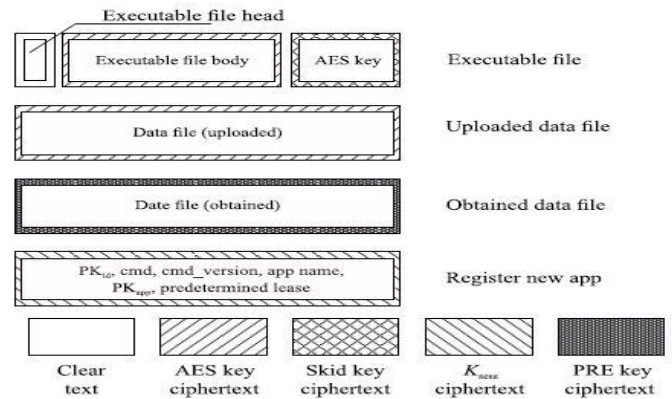 Executable file head
Executable file body
AES key
Executable file
Data file (uploaded)
Uploaded data file
Date file (obtained)
Obtained data file
PKid, cmd, cmd_version, app name,
PKapp, predetermined lease
Register new app
Clear text
AES key ciphertext
Skid key ciphertext
Ksess ciphertext
PRE key ciphertext